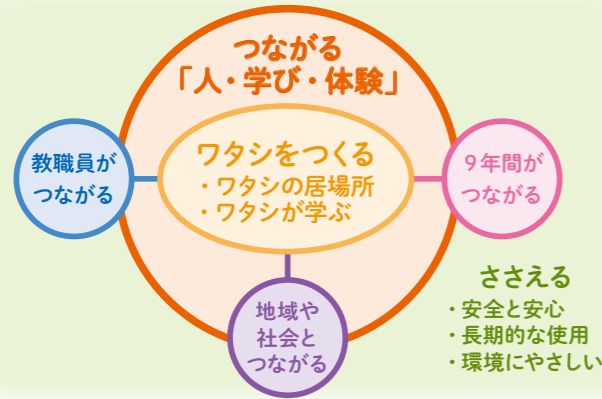 つながる
「人・学び・体験」
ワタシをつくる
・ワタシの居場所
・ワタシが学ぶ
教職員が
つながる
9年間が
つながる
地域や
社会と
つながる
ささえる
・安全と安心
・長期的な使用
・環境にやさしい